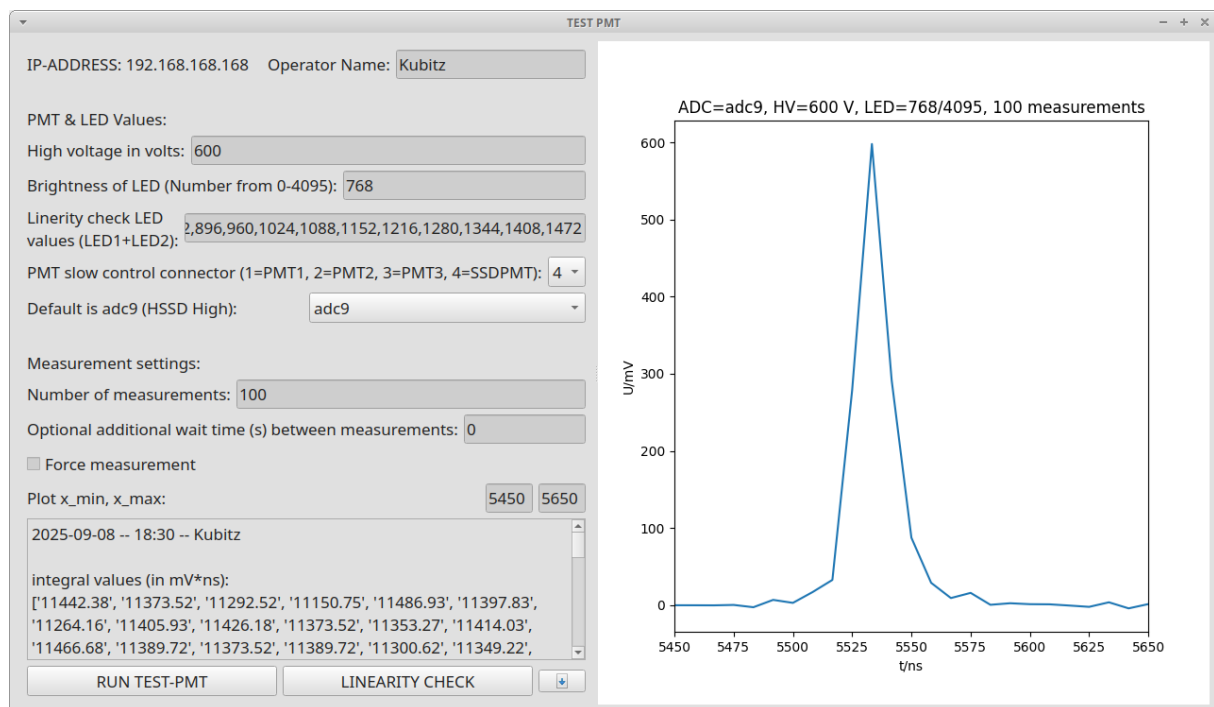 TEST PMT
IP-ADDRESS: 192.168.168.168 Operator Name: Kubitz
PMT & LED Values:
High voltage in volts: 600
Brightness of LED (Number from 0-4095): 768
Linerity check LED
values (LED1+LED2): 2,896,960,1024,1088,1152,1216,1280,1344,1408,1472
PMT slow control connector (1=PMT1, 2=PMT2, 3=PMT3, 4=SSDPMT): 4
Default is adc9 (HSSD High): adc9
Measurement settings:
Number of measurements: 100
Optional additional wait time (s) between measurements: 0
Force measurement
Plot x_min, x_max: 5450 5650
2025-09-08 -- 18:30 -- Kubitz
integral values (in mV*ns):
['11442.38', '11373.52', '11292.52', '11150.75', '11486.93', '11397.83',
'11264.16', '11405.93', '11426.18', '11373.52', '11353.27', '11414.03',
'11466.68', '11389.72', '11373.52', '11389.72', '11300.62', '11349.22',
RUN TEST-PMT
LINEARITY CHECK
ADC=adc9, HV=600 V, LED=768/4095, 100 measurements
600
500
400
300
200
100
0
U/mV
5450 5475 5500 5525 5550 5575 5600 5625 5650
t/ns